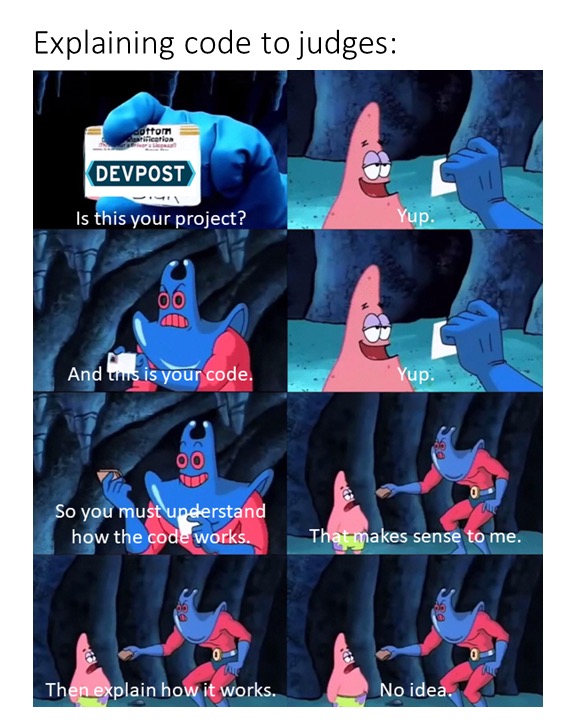 Explaining code to judges:
DEVPOST
Is this your project?
Yup.
And this is your code.
Yup.
So you must understand
how the code works.
That makes sense to me.
Then explain how it works.
No idea.